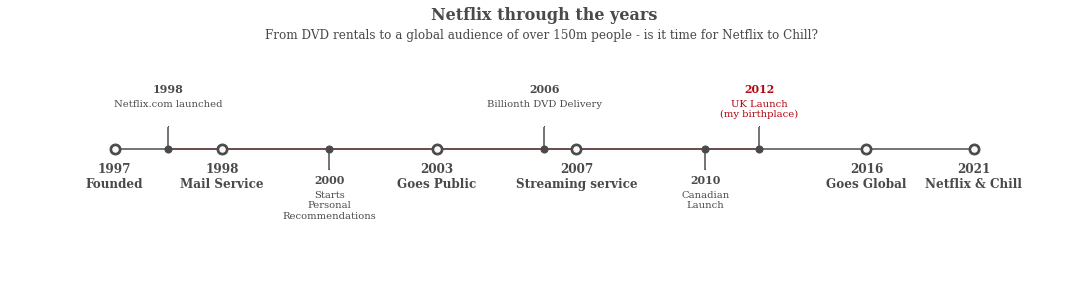 Netflix through the years
From DVD rentals to a global audience of over 150m people - is it time for Netflix to Chill?
1998
Netflix.com launched
2006
Billionth DVD Delivery
2012
UK Launch
(my birthplace)
1997
Founded
1998
Mail Service
2000
Starts
Personal
Recommendations
2003
Goes Public
2007
Streaming service
2010
Canadian
Launch
2016
Goes Global
2021
Netflix & Chill